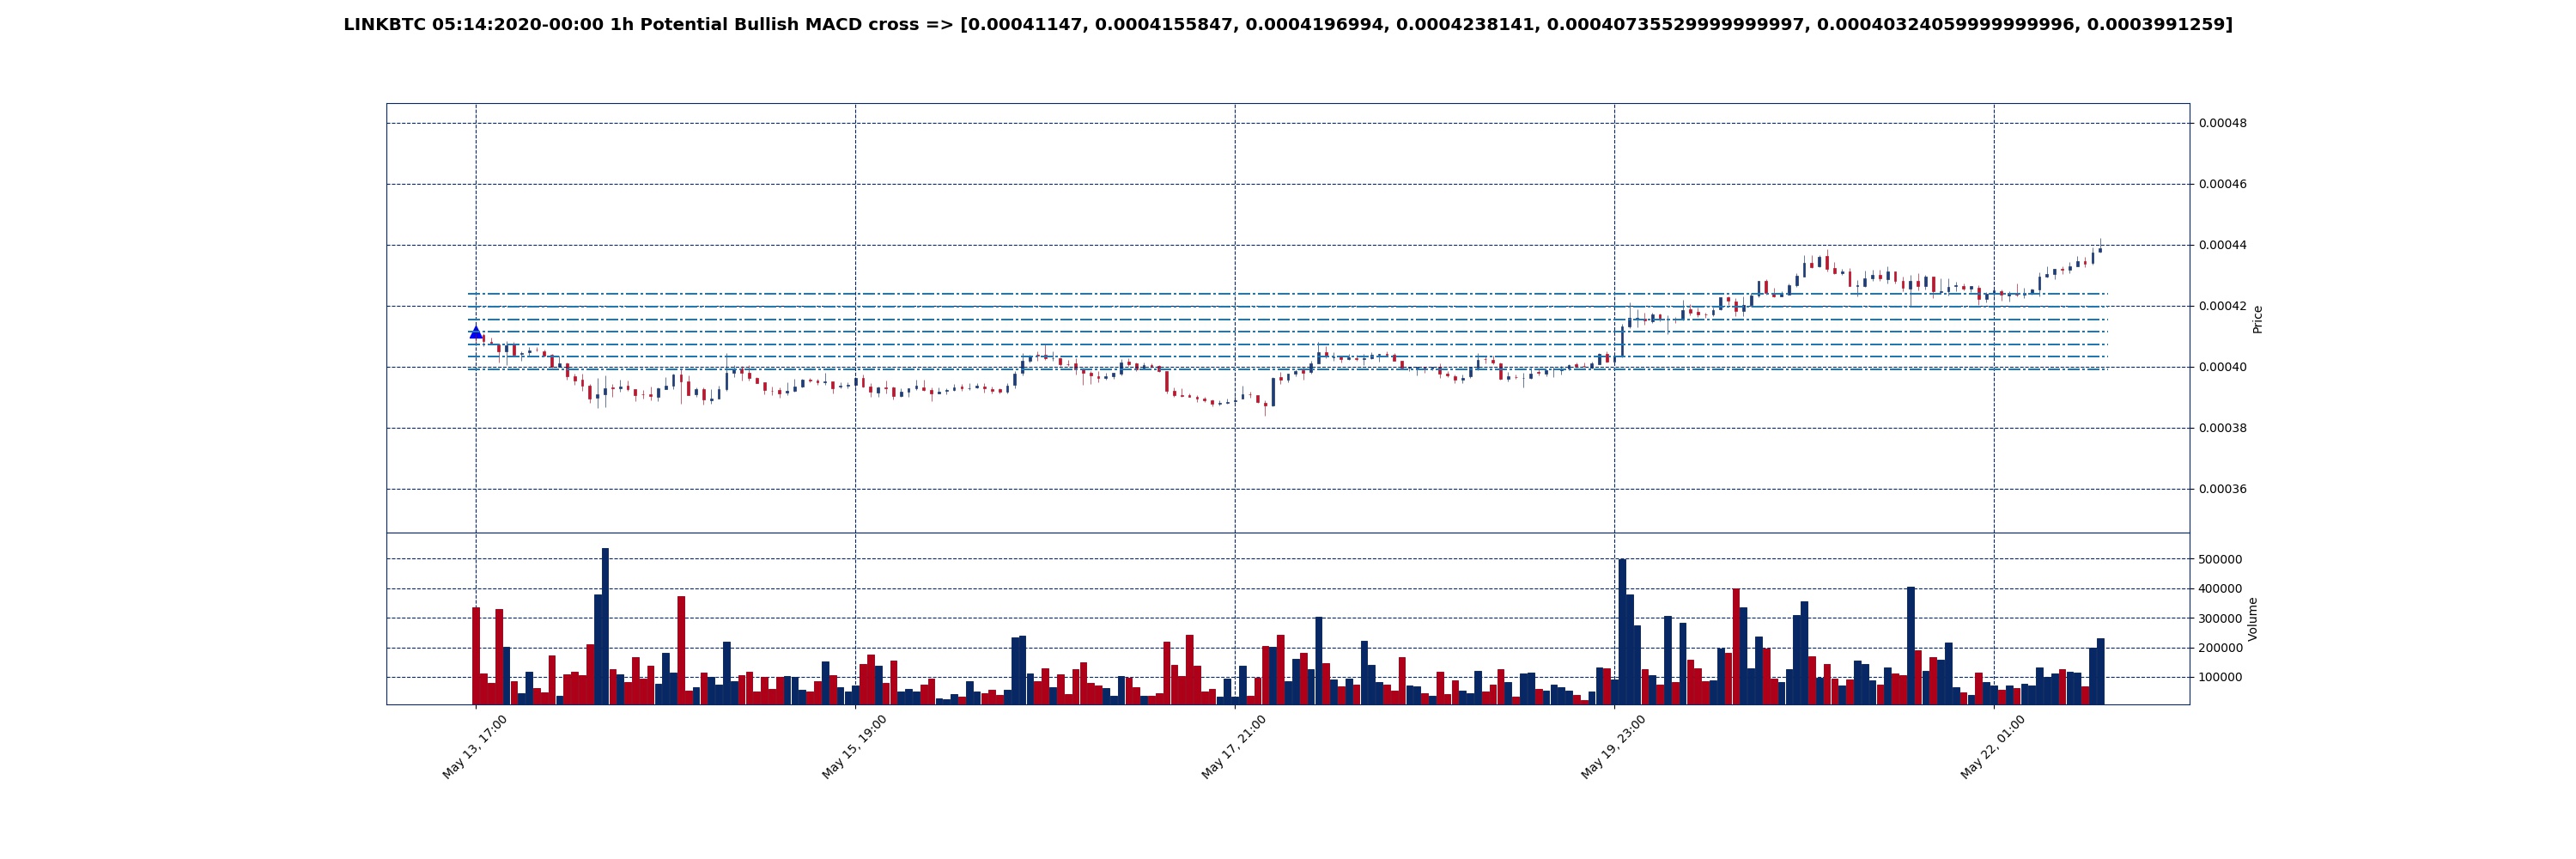 LINKBTC 05:14:2020-00:00 1h Potential Bullish MACD cross => [0.00041147, 0.0004155847, 0.0004196994, 0.0004238141, 0.00040735529999999997, 0.00040324059999999996, 0.0003991259]
0.00048
0.00046
0.00044
0.00042
0.00040
0.00038
0.00036
Price
500000
400000
300000
200000
100000
Volume
May 13, 17:00
May 15, 19:00
May 17, 21:00
May 19, 23:00
May 22, 01:00